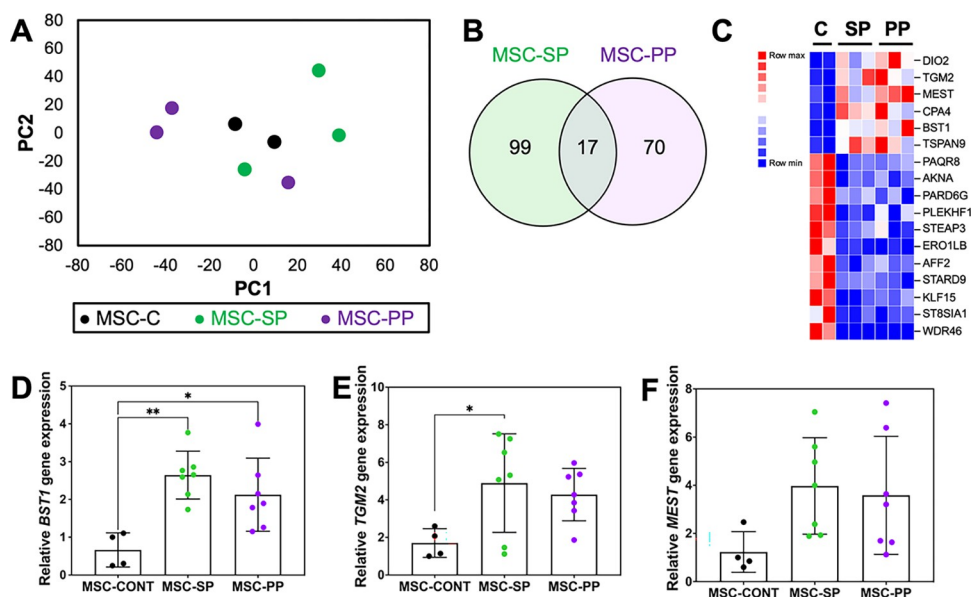 A
PC2
80
60
40
20
0
-20
-40
-60
-80
-80 -60 -40 -20 0 20 40 60 80
PC1
MSC-C MSC-SP MSC-PP
B
MSC-SP MSC-PP
99 17 70
C
C SP PP
Row max
Row min
DIO2
TGM2
MEST
CPA4
BST1
TSPAN9
PAQR8
AKNA
PARD6G
PLEKHF1
STEAP3
ERO1LB
AFF2
STARD9
KLF15
ST8SIA1
WDR46
D
Relative BST1 gene expression
5
4
3
2
1
0
*
**
MSC-CONT MSC-SP MSC-PP
E
Relative TGM2 gene expression
8
6
4
2
0
*
MSC-CONT MSC-SP MSC-PP
F
Relative MEST gene expression
8
6
4
2
0
MSC-CONT MSC-SP MSC-PP